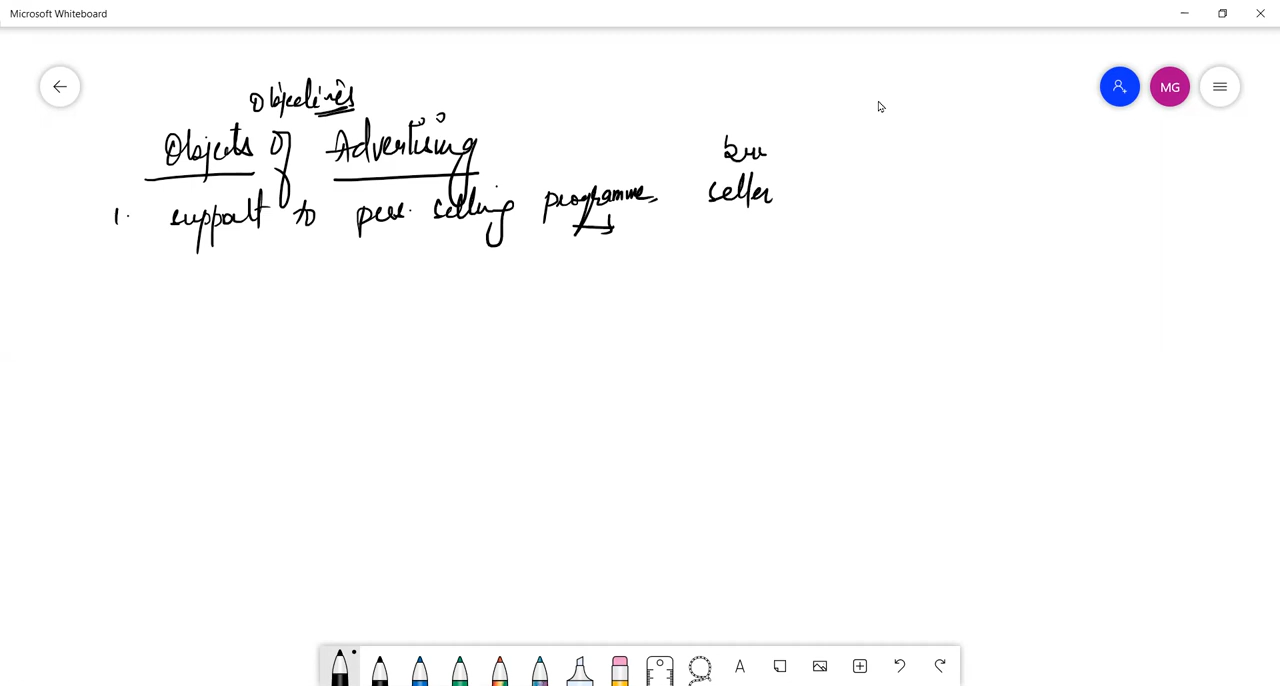 Microsoft Whiteboard
MG
Objectives
Objects of Advertising
1. support to pers. selling programme
seller
A